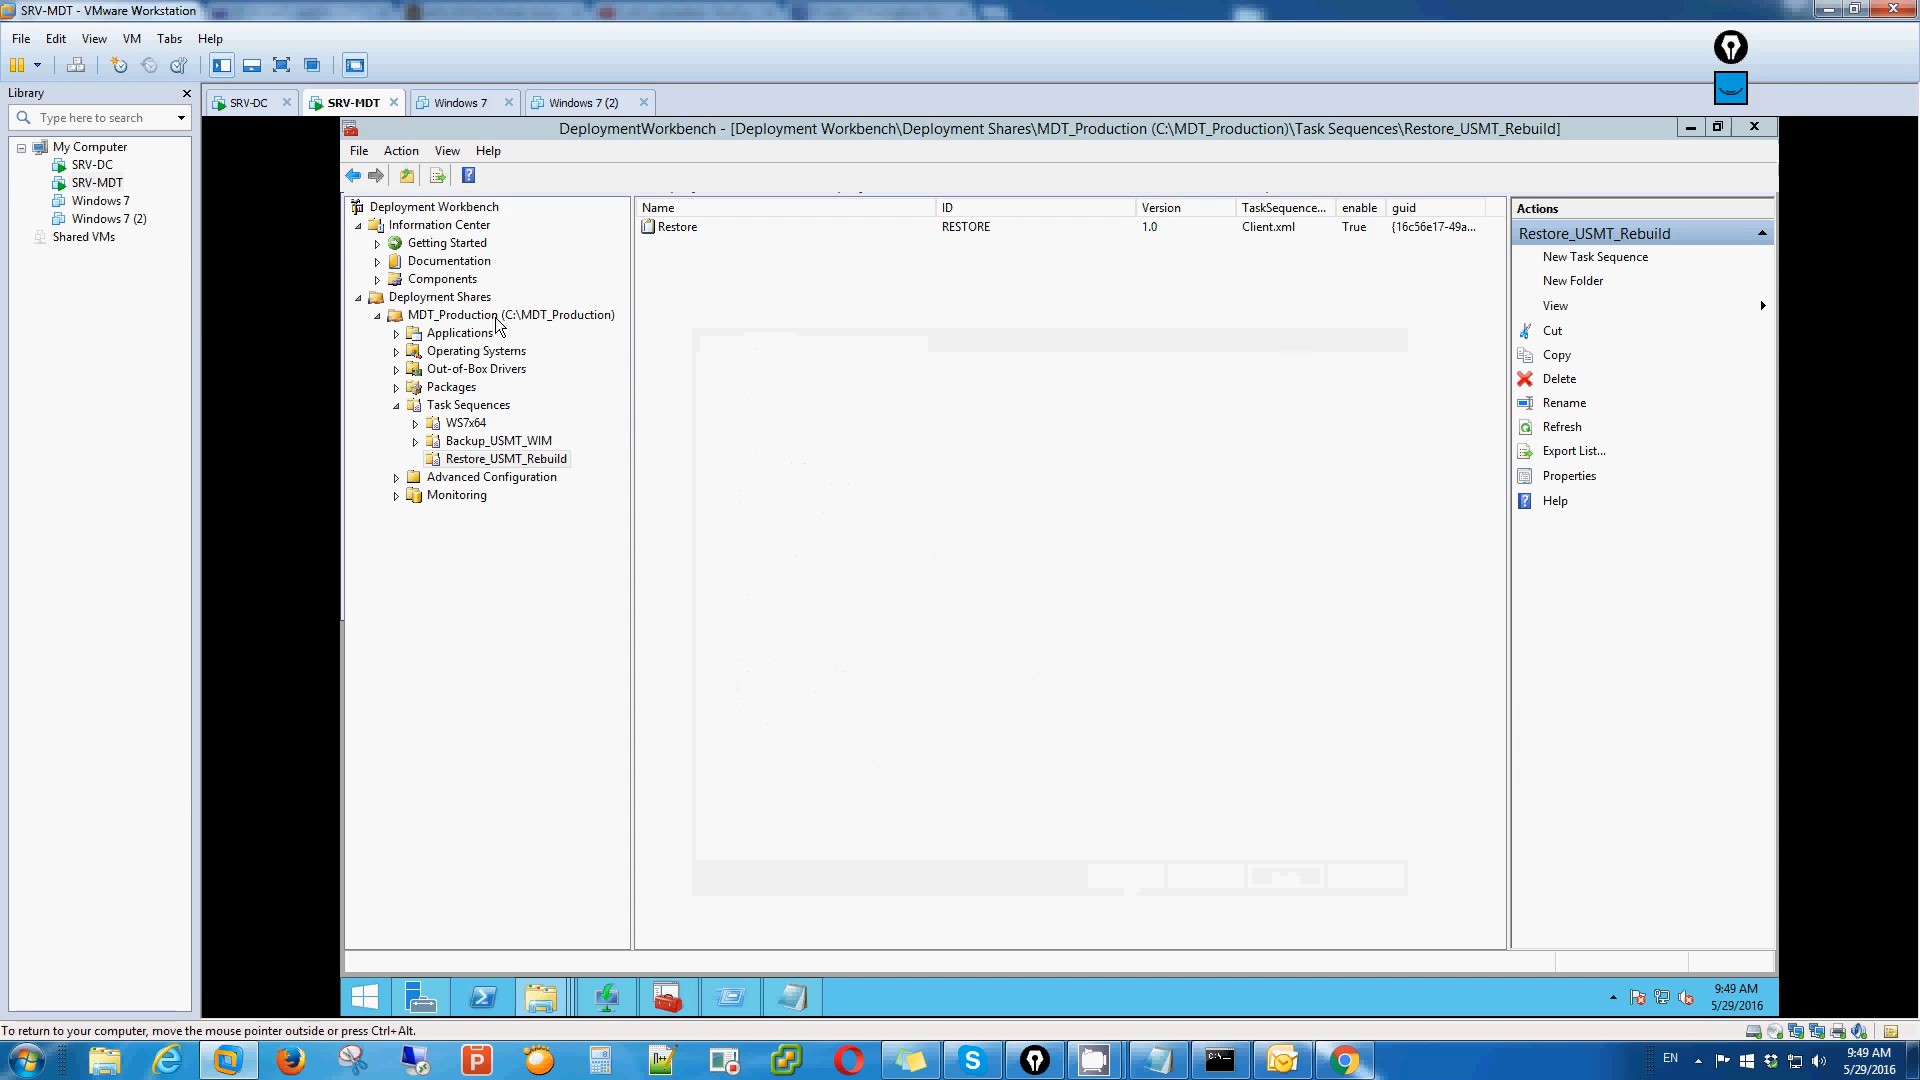 SRV-MDT - VMware Workstation
File Edit View VM Tabs Help
Library
Type here to search
My Computer
SRV-DC
SRV-MDT
Windows 7
Windows 7 (2)
Shared VMs
SRV-DC SRV-MDT Windows 7 Windows 7 (2)
DeploymentWorkbench - [Deployment Workbench\Deployment Shares\MDT_Production (C:\MDT_Production)\Task Sequences\Restore_USMT_Rebuild]
File Action View Help
Deployment Workbench
Information Center
Getting Started
Documentation
Components
Deployment Shares
MDT_Production (C:\MDT_Production)
Applications
Operating Systems
Out-of-Box Drivers
Packages
Task Sequences
WS7x64
Backup_USMT_WIM
Restore_USMT_Rebuild
Advanced Configuration
Monitoring
Name ID Version TaskSequence... enable guid
Restore RESTORE 1.0 Client.xml True {16c56e17-49a...
Actions
Restore_USMT_Rebuild
New Task Sequence
New Folder
View
Cut
Copy
Delete
Rename
Refresh
Export List...
Properties
Help
9:49 AM
5/29/2016
To return to your computer, move the mouse pointer outside or press Ctrl+Alt.
EN
9:49 AM
5/29/2016